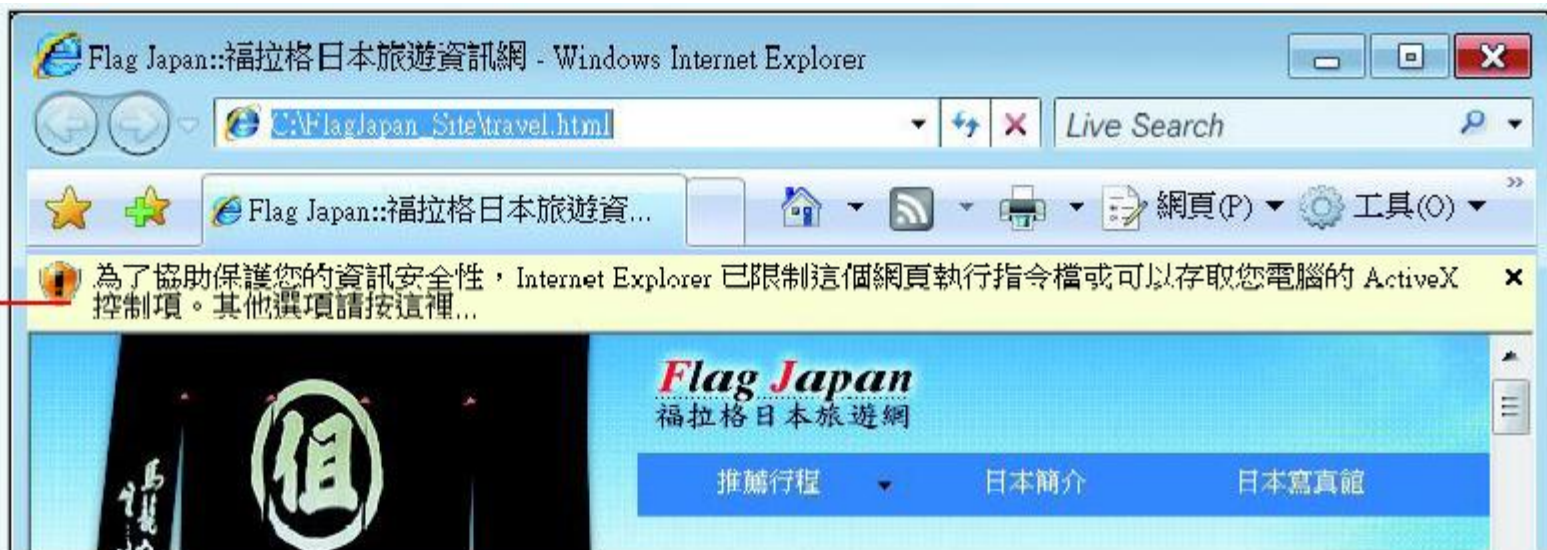 Flag Japan::福拉格日本旅遊資訊網 - Windows Internet Explorer
C:\FlagJapan_Site\travel.html
Live Search
Flag Japan::福拉格日本旅遊資...
網頁(P)
工具(O)
為了協助保護您的資訊安全性，Internet Explorer 已限制這個網頁執行指令檔或可以存取您電腦的 ActiveX
控制項。其他選項請按這裡...
Flag Japan
福拉格日本旅遊網
推薦行程
日本簡介
日本寫真館